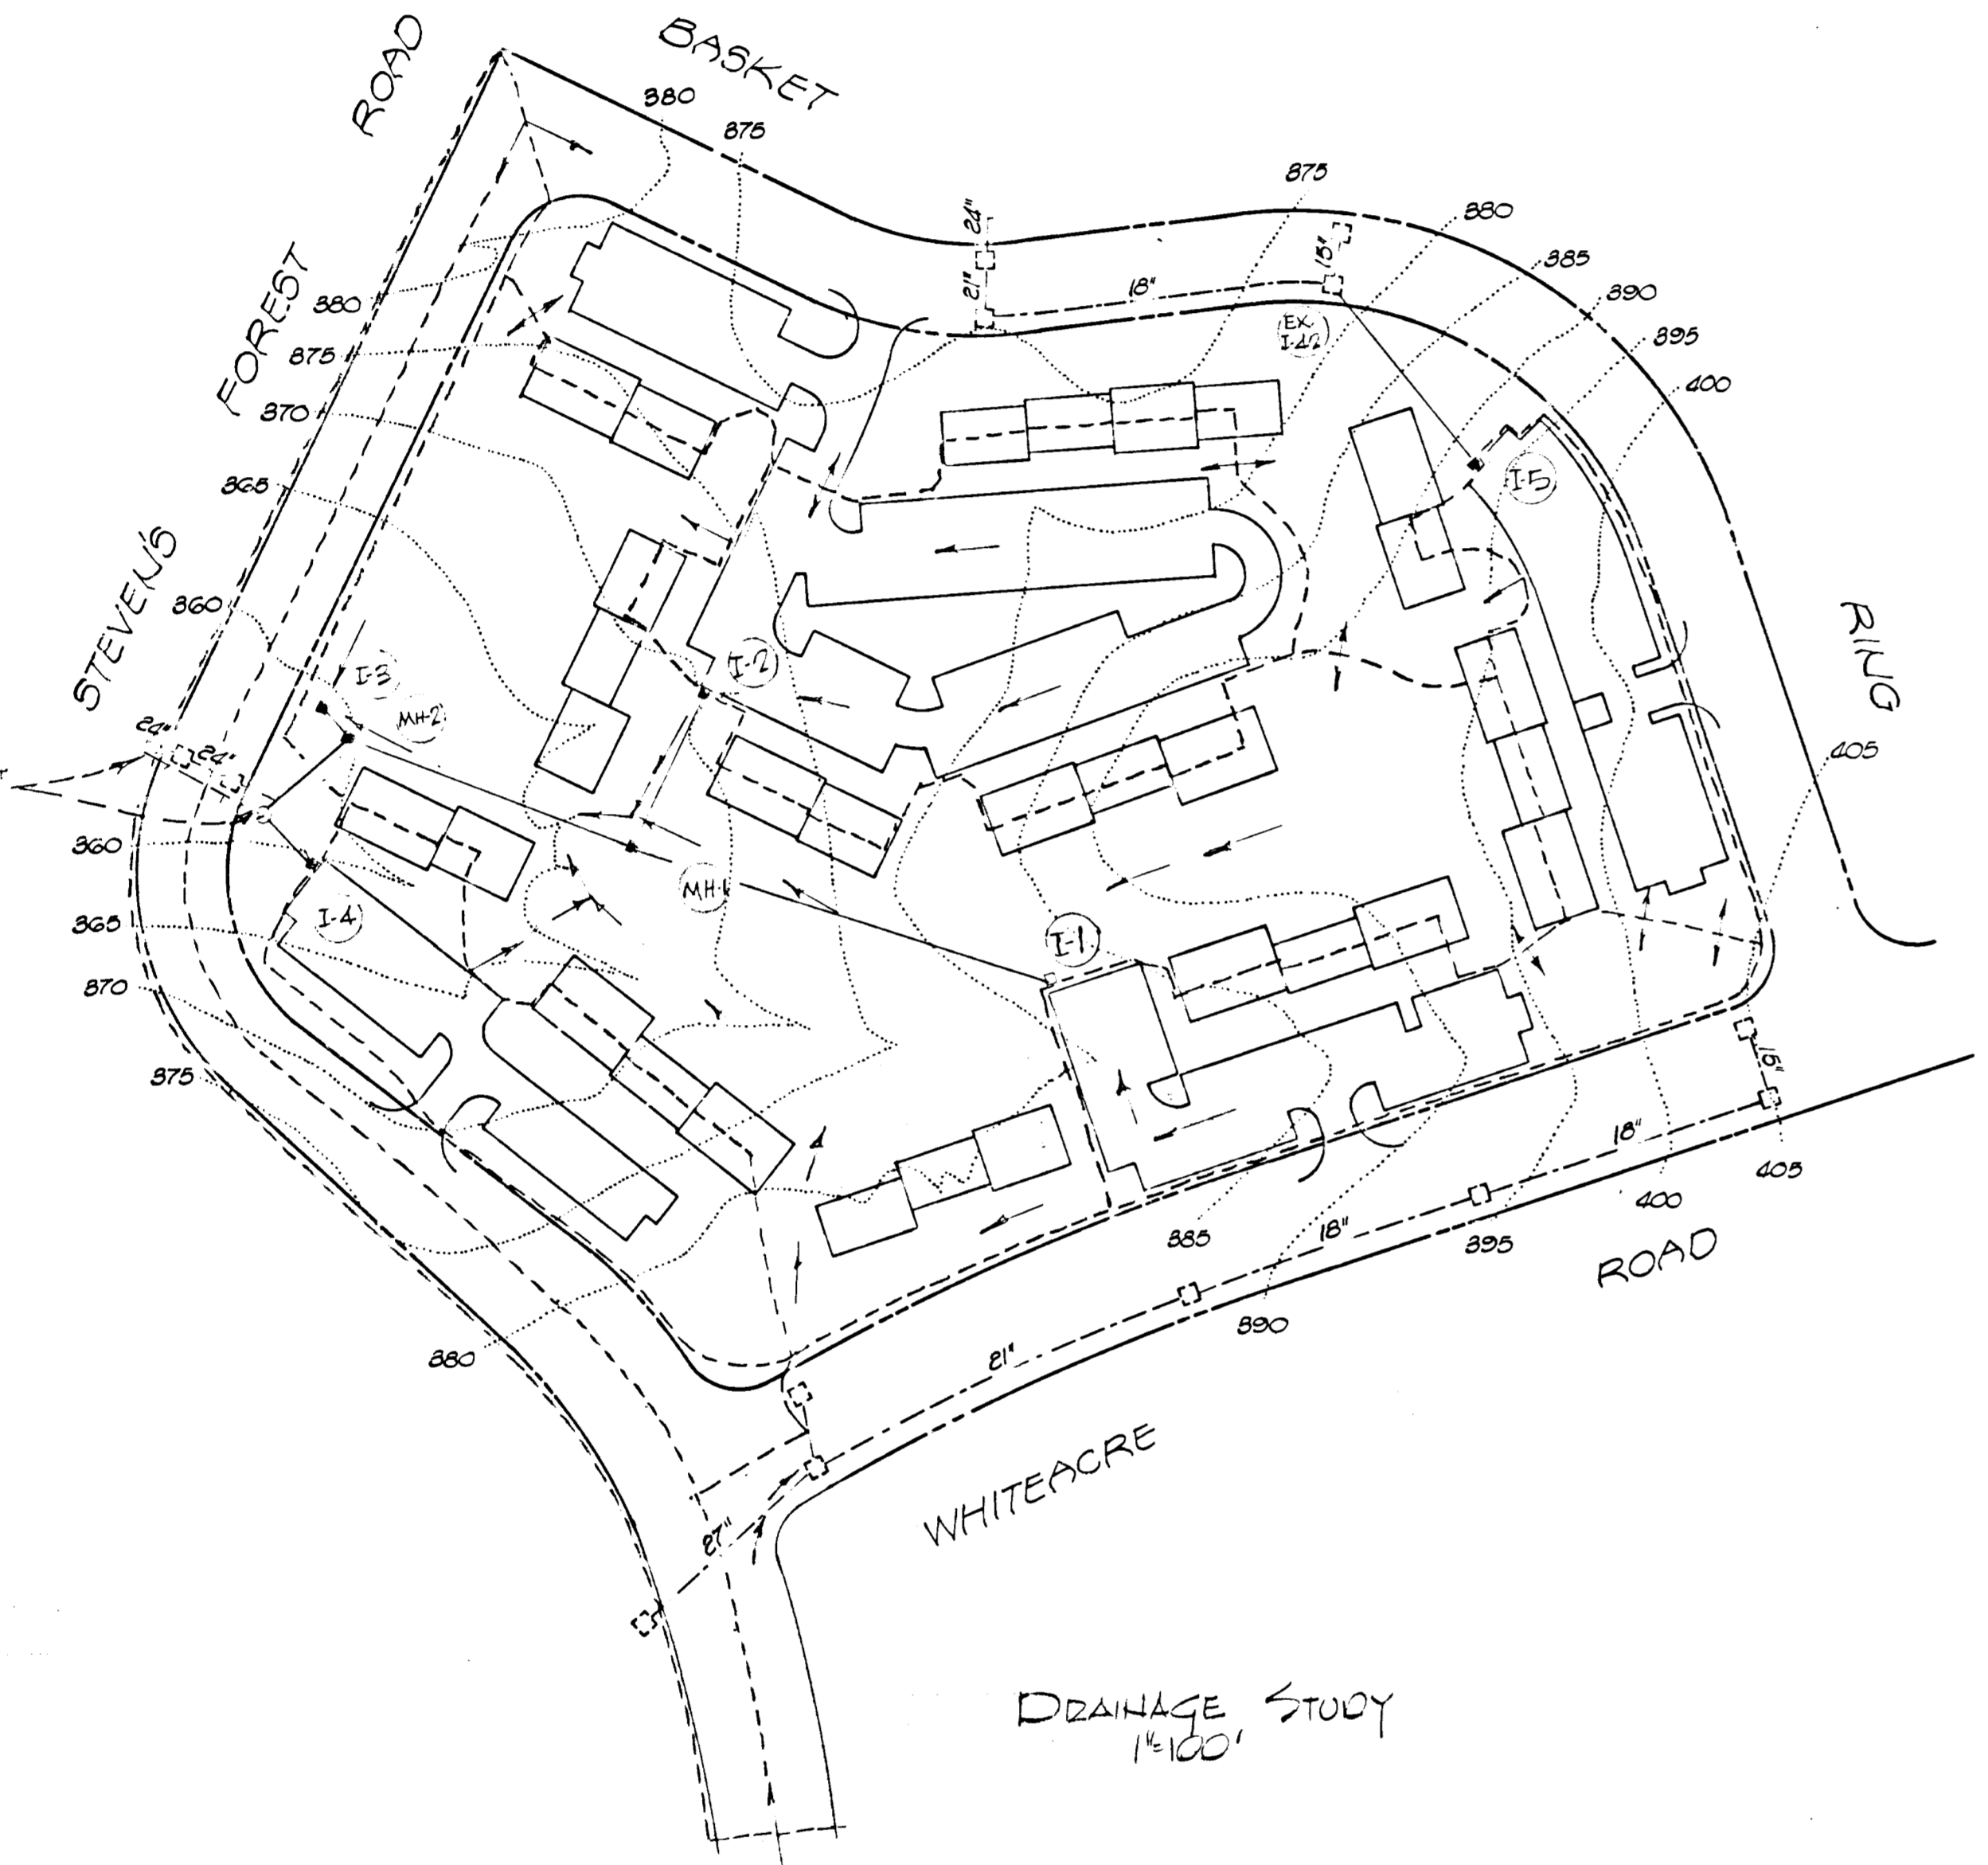 BASKET
ROAD
380
375
375
24"
380
15"
385
21"
18"
390
FOREST
380
EX.
I-42
395
375
400
370
I-5
365
STEVEN'S
360
RING
I-2
I-3
MH-2
24"
24"
405
360
MH-1
I-4
I-1
365
370
15"
375
18"
405
400
18"
385
395
ROAD
390
380
21"
WHITEACRE
27"
DRAINAGE STUDY
1"=100'